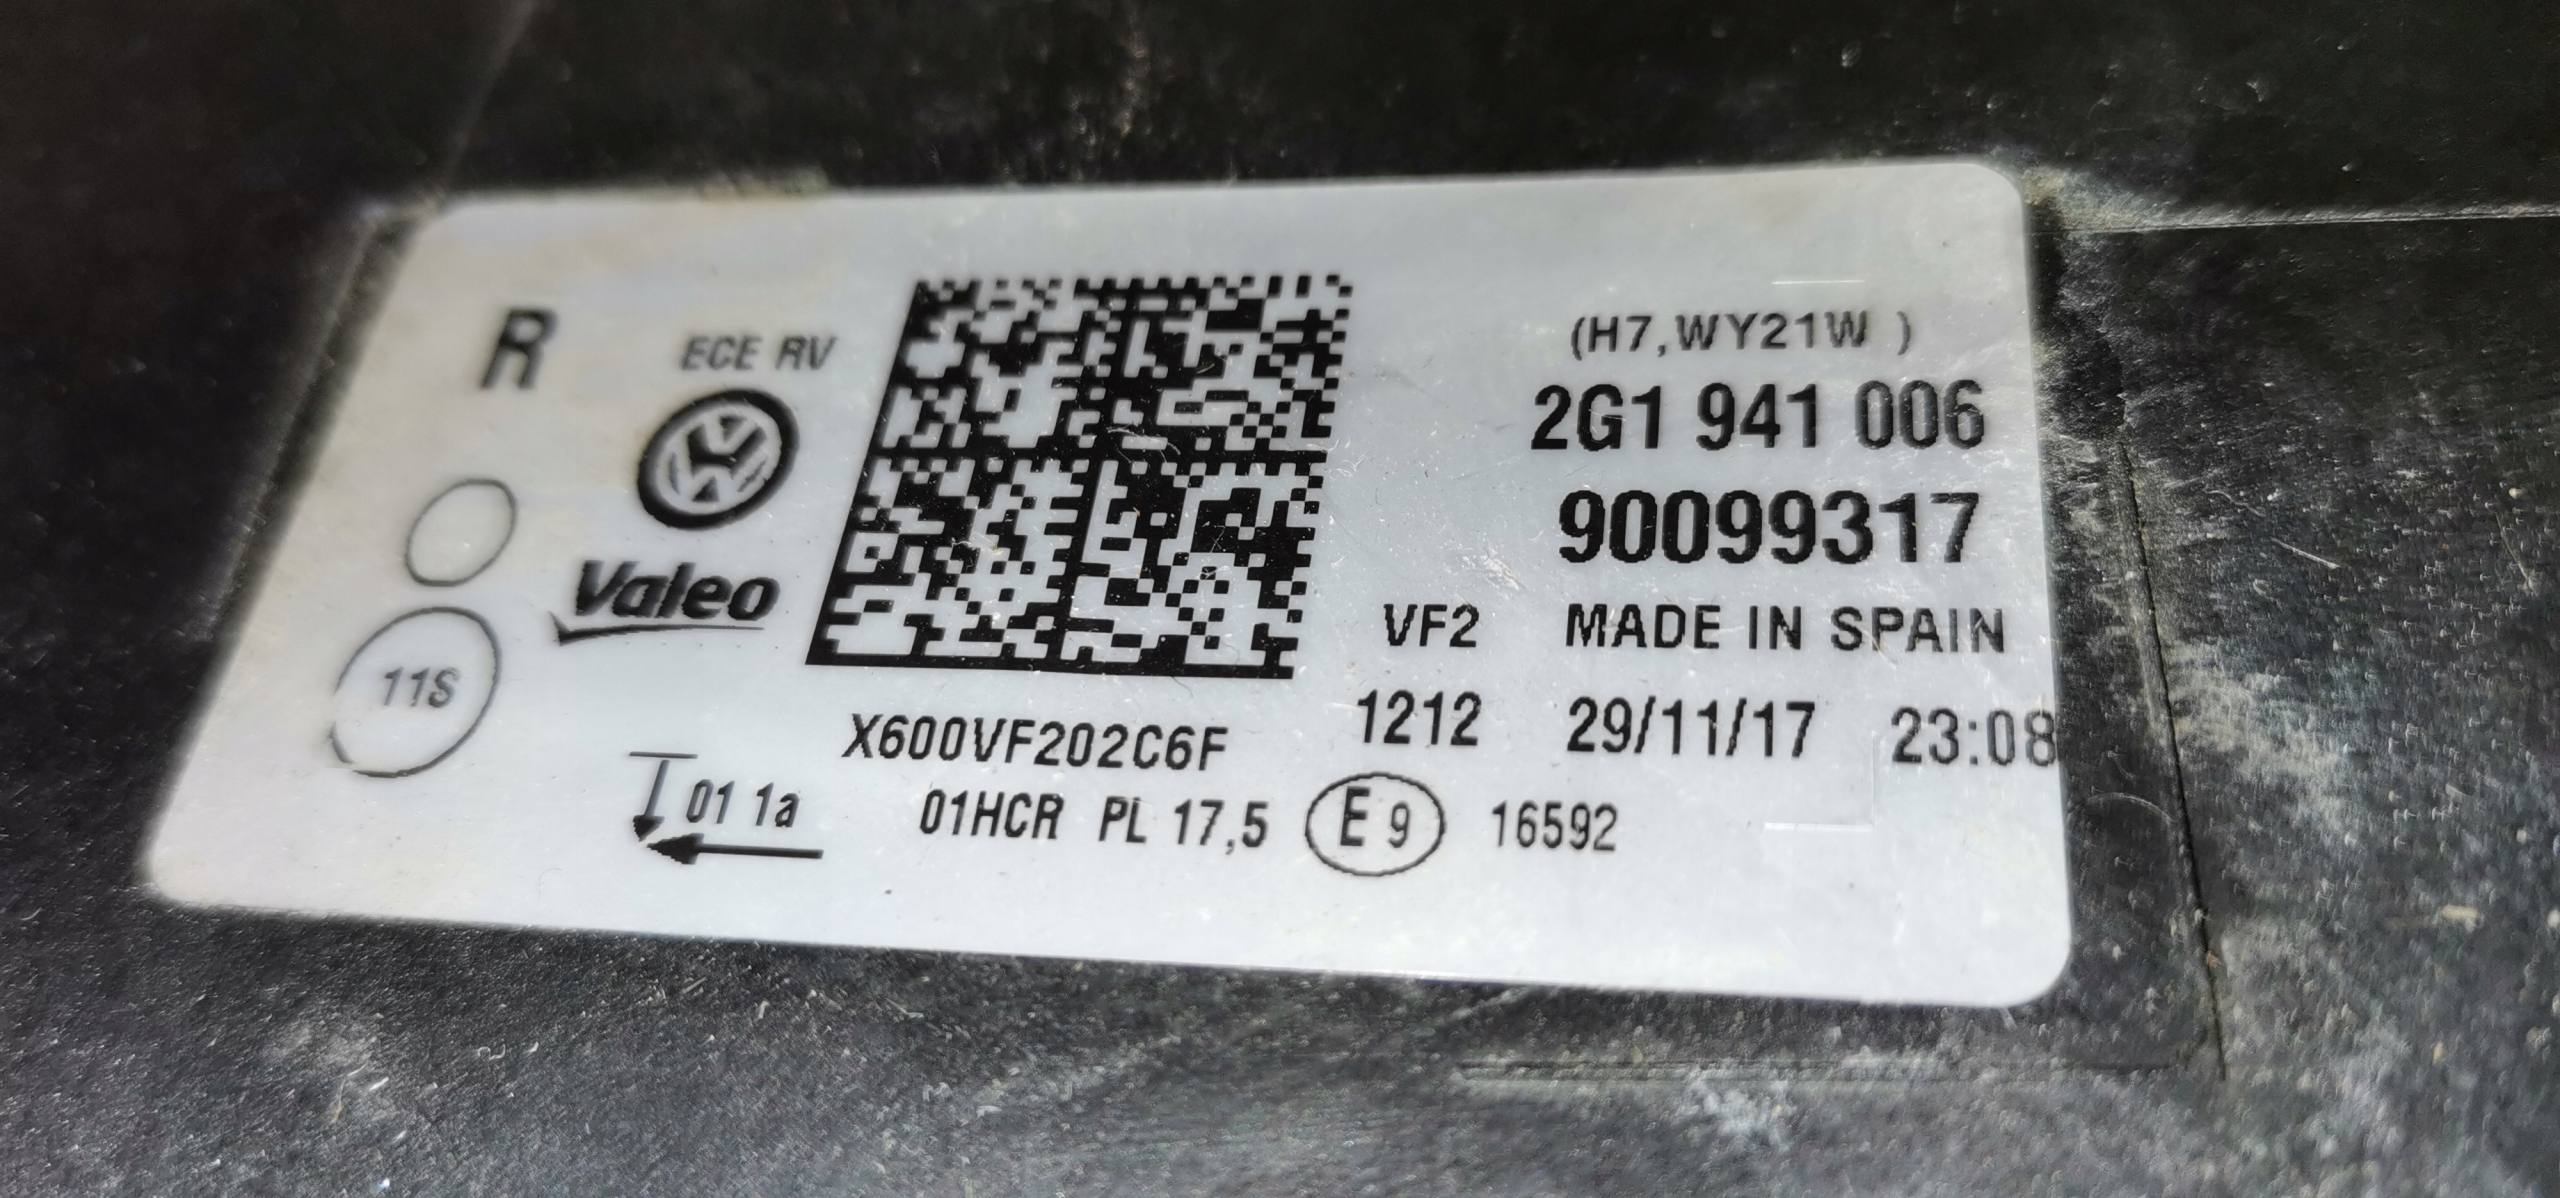 R
ECE RV
Valeo
11S
(H7,WY21W )
2G1 941 006
90099317
VF2 MADE IN SPAIN
1212 29/11/17 23:08
X600VF202C6F
01 1a
01HCR PL 17,5 E 9 16592